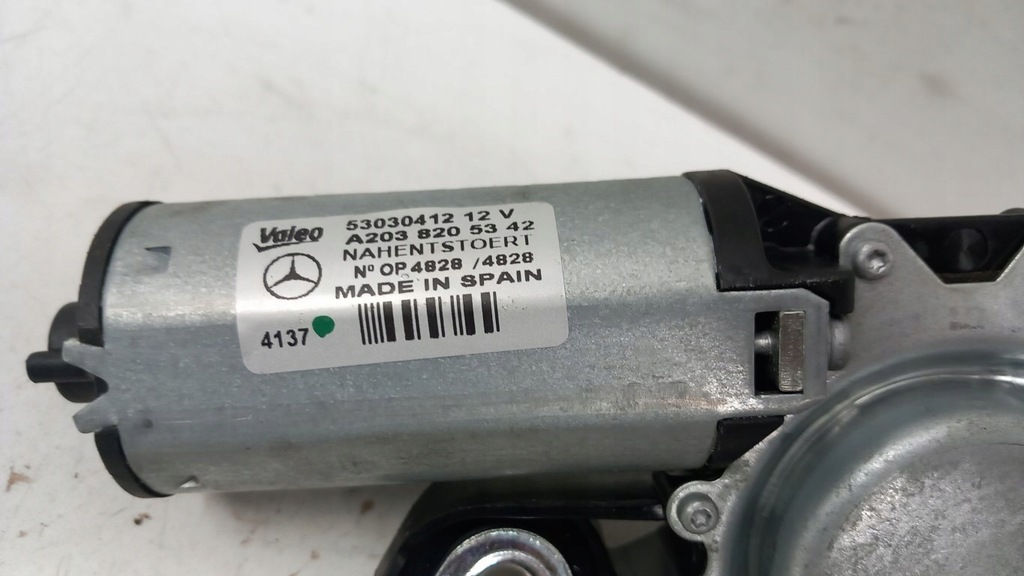 Valeo
53030412 12 V
A203 820 53 42
NAHENTSTOERT
Nº OP 4828 /4828
MADE IN SPAIN
4137